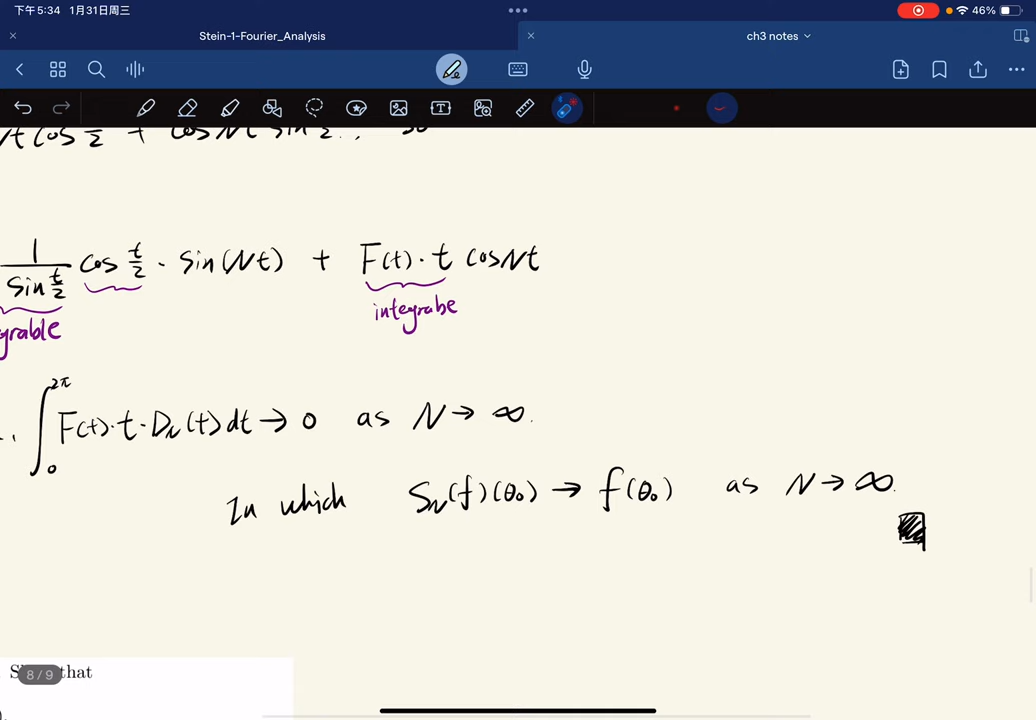 下午5:34 1月31日周三
46%
Stein-1-Fourier_Analysis
ch3 notes
1/sin t/2 cos t/2 · sin(Nt) + F(t)·t cosNt
grable
integrabe
∫₀^2π F(t)·t·D_N(t)dt → 0 as N → ∞.
In which S_N(f)(θ₀) → f(θ₀) as N → ∞.
8/9
that